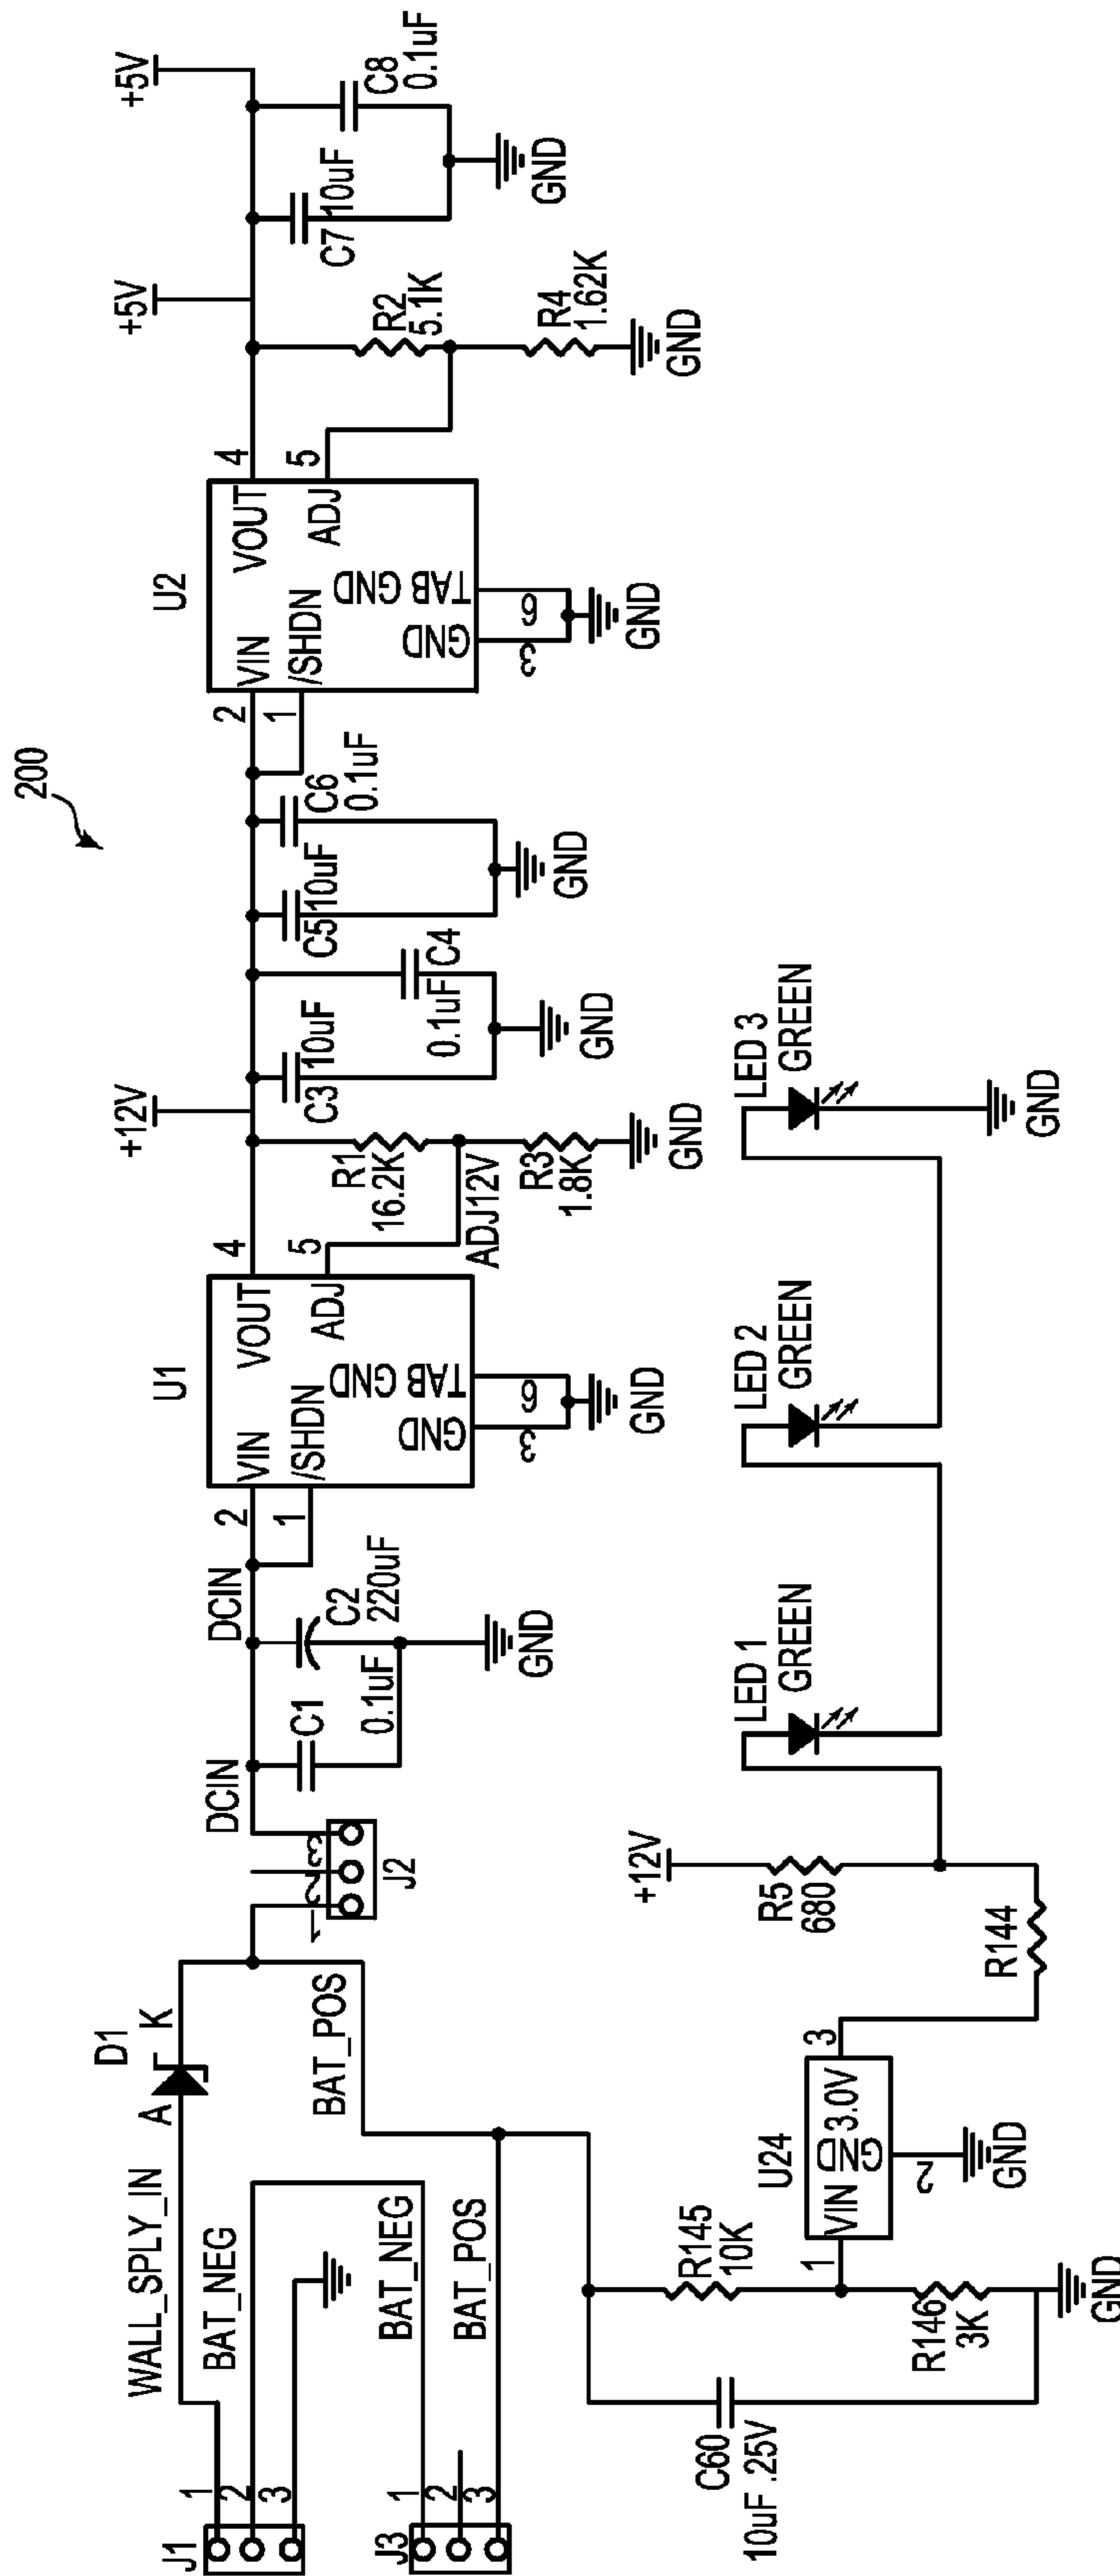 200
J1
1
2
3
WALL_SPLY_IN
BAT_NEG
D1
A
K
J3
1
2
3
BAT_NEG
BAT_POS
BAT_POS
J2
1
2
3
DCIN
C1
0.1uF
C2
220uF
GND
DCIN
U1
2
1
VIN
/SHDN
VOUT
ADJ
GND
TAB GND
3
6
GND
4
5
ADJ12V
R1
16.2K
R3
1.8K
GND
+12V
C3
10uF
C4
0.1uF
GND
C5
10uF
C6
0.1uF
GND
U2
2
1
VIN
/SHDN
VOUT
ADJ
GND
TAB GND
3
6
GND
4
5
R2
5.1K
R4
1.62K
GND
+5V
C7
10uF
C8
0.1uF
GND
+5V
C60
10uF .25V
R145
10K
R146
3K
GND
U24
1
VIN
GND
3.0V
2
3
GND
R144
+12V
R5
680
LED 1
GREEN
LED 2
GREEN
LED 3
GREEN
GND